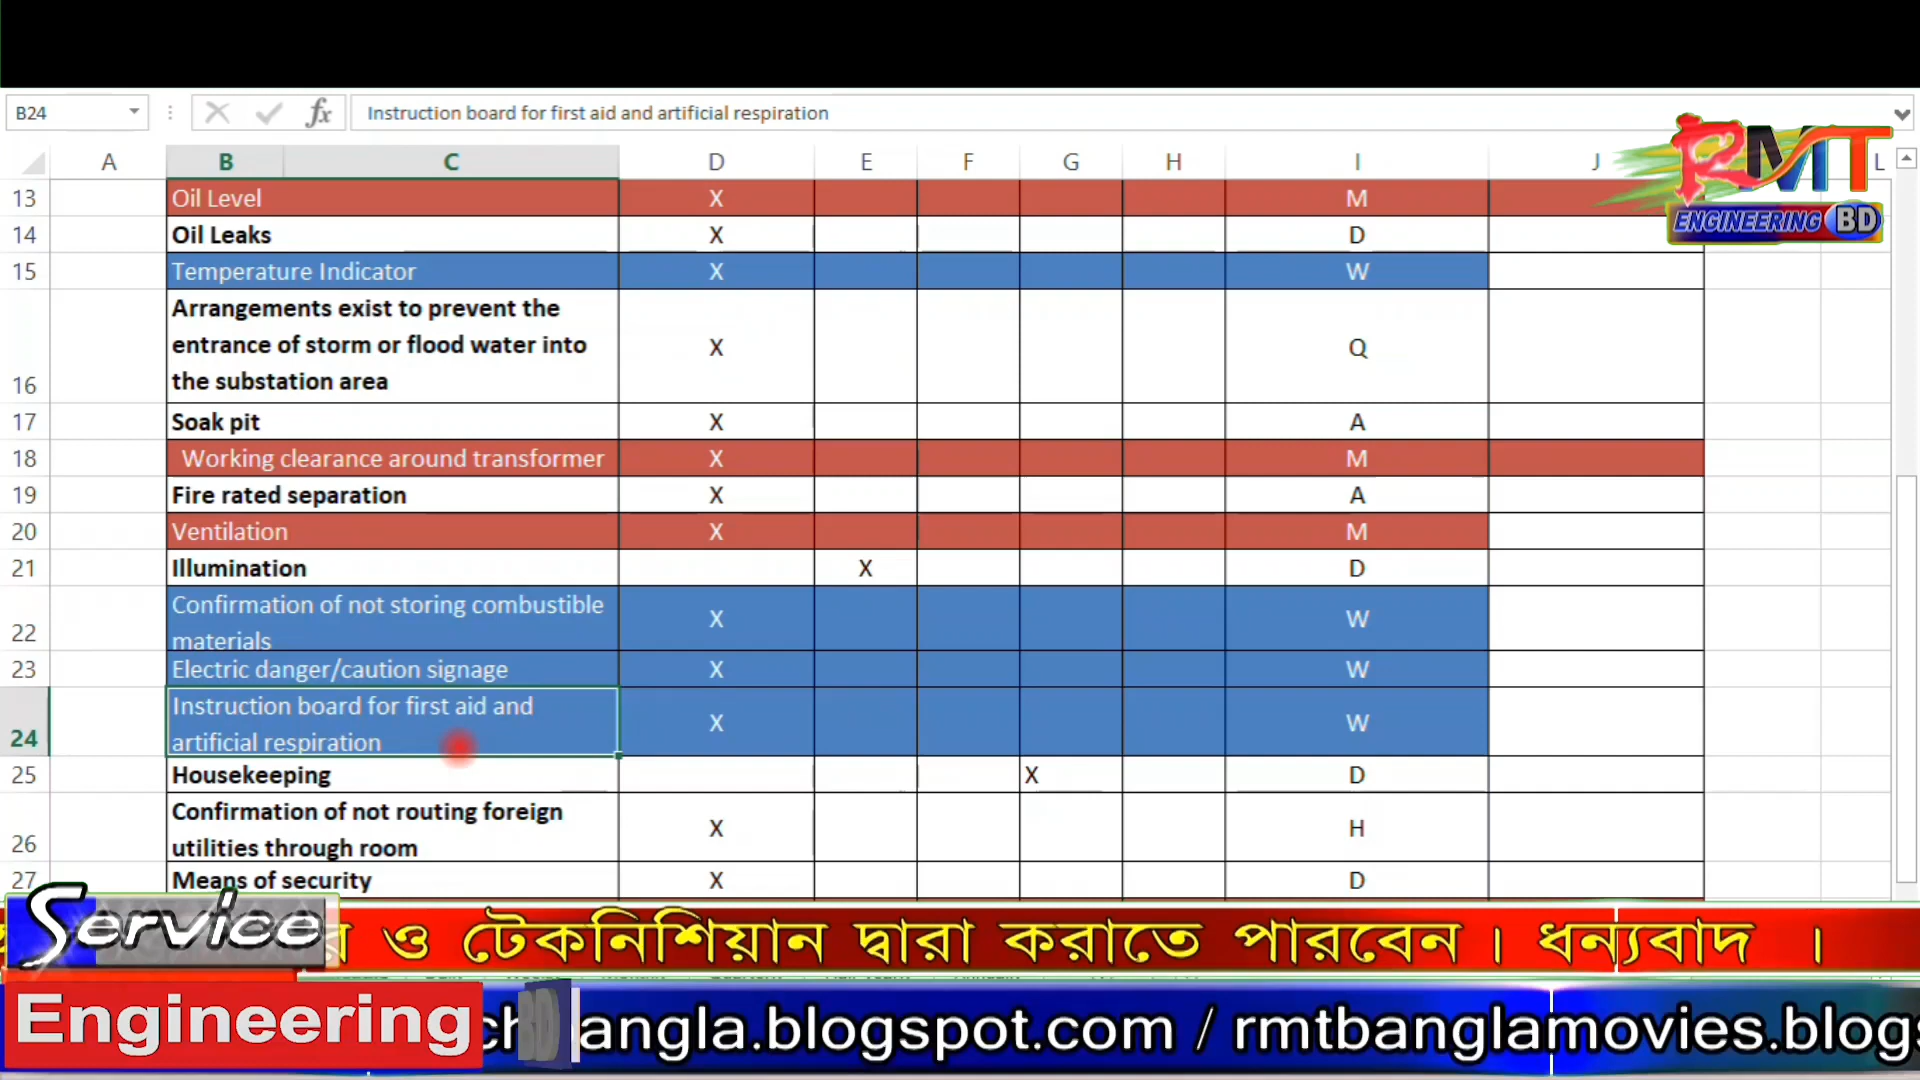 B24 fx Instruction board for first aid and artificial respiration
A B C D E F G H I J L
RMT
ENGINEERING BD
13 Oil Level X M
14 Oil Leaks X D
15 Temperature Indicator X W
Arrangements exist to prevent the
entrance of storm or flood water into
the substation area
16 X Q
17 Soak pit X A
18 Working clearance around transformer X M
19 Fire rated separation X A
20 Ventilation X M
21 Illumination X D
Confirmation of not storing combustible
materials
22 X W
23 Electric danger/caution signage X W
Instruction board for first aid and
artificial respiration
24 X W
25 Housekeeping X D
Confirmation of not routing foreign
utilities through room
26 X H
27 Means of security X D
Service
ও টেকনিশিয়ান দ্বারা করাতে পারবেন । ধন্যবাদ ।
Engineering BD
angla.blogspot.com / rmtbanglamovies.blogs